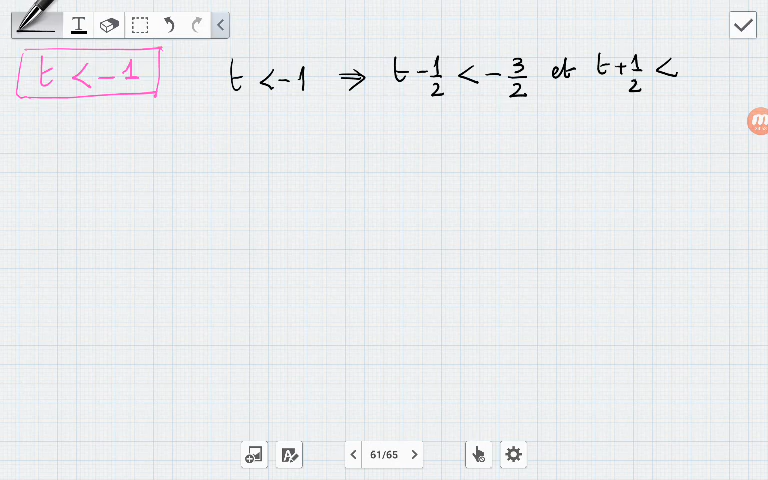 T
t < -1 t < -1 ⇒ t - 1/2 < - 3/2 et t + 1/2 <
A
61/65
m